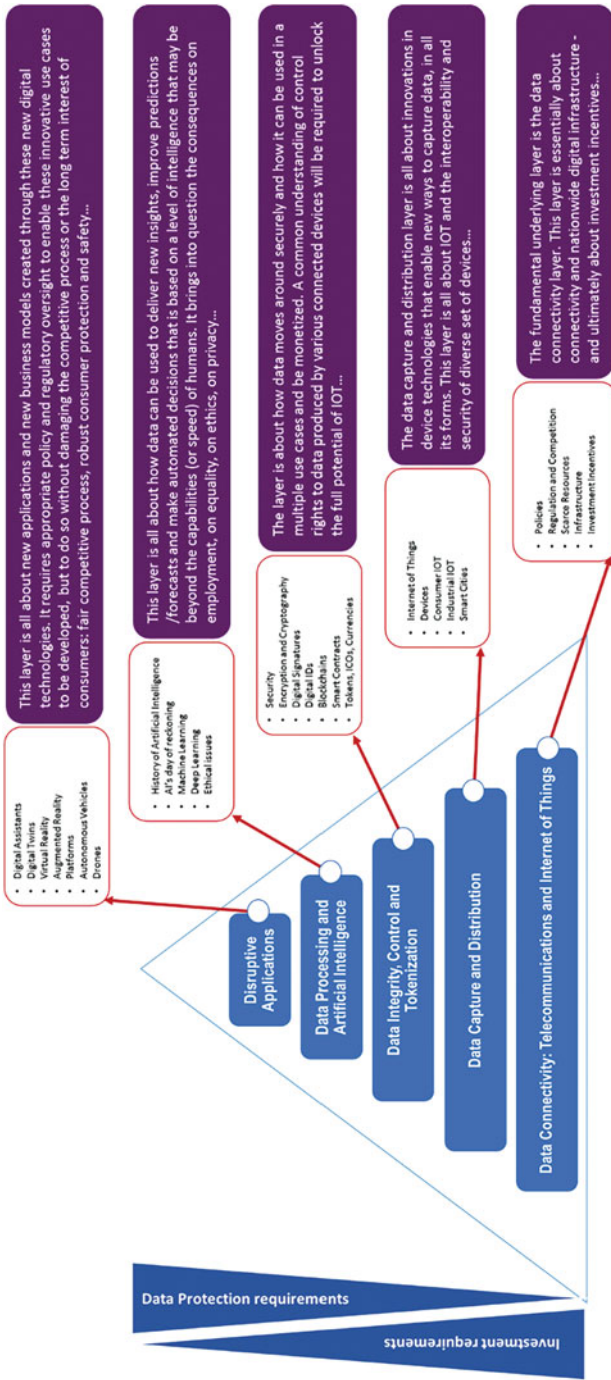 Digital Assistants
Digital Twins
Virtual Reality
Augmented Reality
Platforms
Autonomous Vehicles
Drones
This layer is all about new applications and new business models created through these new digital
technologies. It requires appropriate policy and regulatory oversight to enable these innovative use cases
to be developed, but to do so without damaging the competitive process or the long term interest of
consumers: fair competitive process, robust consumer protection and safety...
History of Artificial Intelligence
AI's day of reckoning
Machine Learning
Deep Learning
Ethical issues
This layer is all about how data can be used to deliver new insights, improve predictions
/forecasts and make automated decisions that is based on a level of intelligence that may be
beyond the capabilities (or speed) of humans. It brings into question the consequences on
employment, on equality, on ethics, on privacy...
Security
Encryption and Cryptography
Digital Signatures
Digital IDs
Blockchains
Smart Contracts
Tokens, ICOs, Currencies
The layer is about how data moves around securely and how it can be used in a
multiple use cases and be monetized. A common understanding of control
rights to data produced by various connected devices will be required to unlock
the full potential of IOT...
Internet of Things
Devices
Consumer IOT
Industrial IOT
Smart Cities
The data capture and distribution layer is all about innovations in
device technologies that enable new ways to capture data, in all
its forms. This layer is all about IOT and the interoperability and
security of diverse set of devices...
Policies
Regulation and Competition
Scarce Resources
Infrastructure
Investment Incentives
The fundamental underlying layer is the data
connectivity layer. This layer is essentially about
connectivity and nationwide digital infrastructure -
and ultimately about investment incentives...
Disruptive
Applications
Data Processing and
Artificial Intelligence
Data Integrity, Control and
Tokenization
Data Capture and Distribution
Data Connectivity: Telecommunications and Internet of Things
Data Protection requirements
Investment requirements